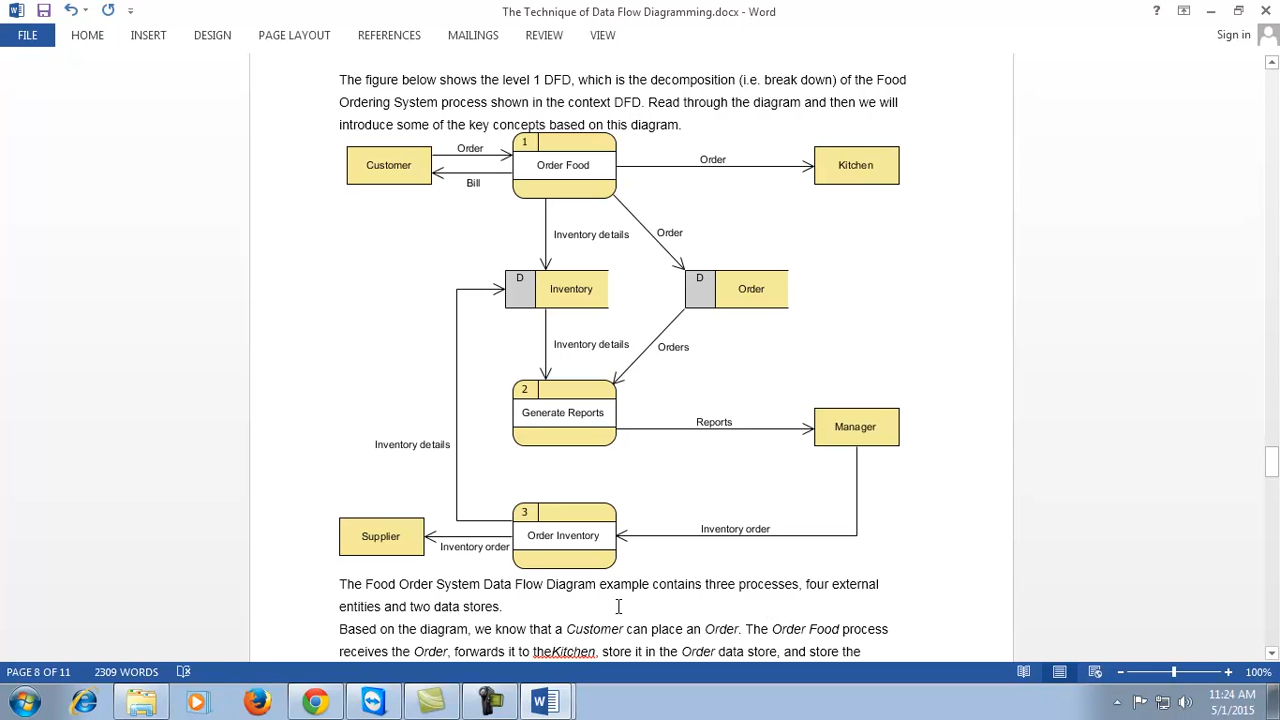 The Technique of Data Flow Diagramming.docx - Word
?
FILE HOME INSERT DESIGN PAGE LAYOUT REFERENCES MAILINGS REVIEW VIEW
Sign in
The figure below shows the level 1 DFD, which is the decomposition (i.e. break down) of the Food
Ordering System process shown in the context DFD. Read through the diagram and then we will
introduce some of the key concepts based on this diagram.
Customer
Order
Bill
1
Order Food
Order
Kitchen
Inventory details
Order
D
Inventory
D
Order
Inventory details
Orders
2
Generate Reports
Reports
Manager
Inventory details
3
Order Inventory
Inventory order
Supplier
Inventory order
The Food Order System Data Flow Diagram example contains three processes, four external
entities and two data stores.
Based on the diagram, we know that a Customer can place an Order. The Order Food process
receives the Order, forwards it to theKitchen, store it in the Order data store, and store the
PAGE 8 OF 11 2309 WORDS
100%
11:24 AM
5/1/2015